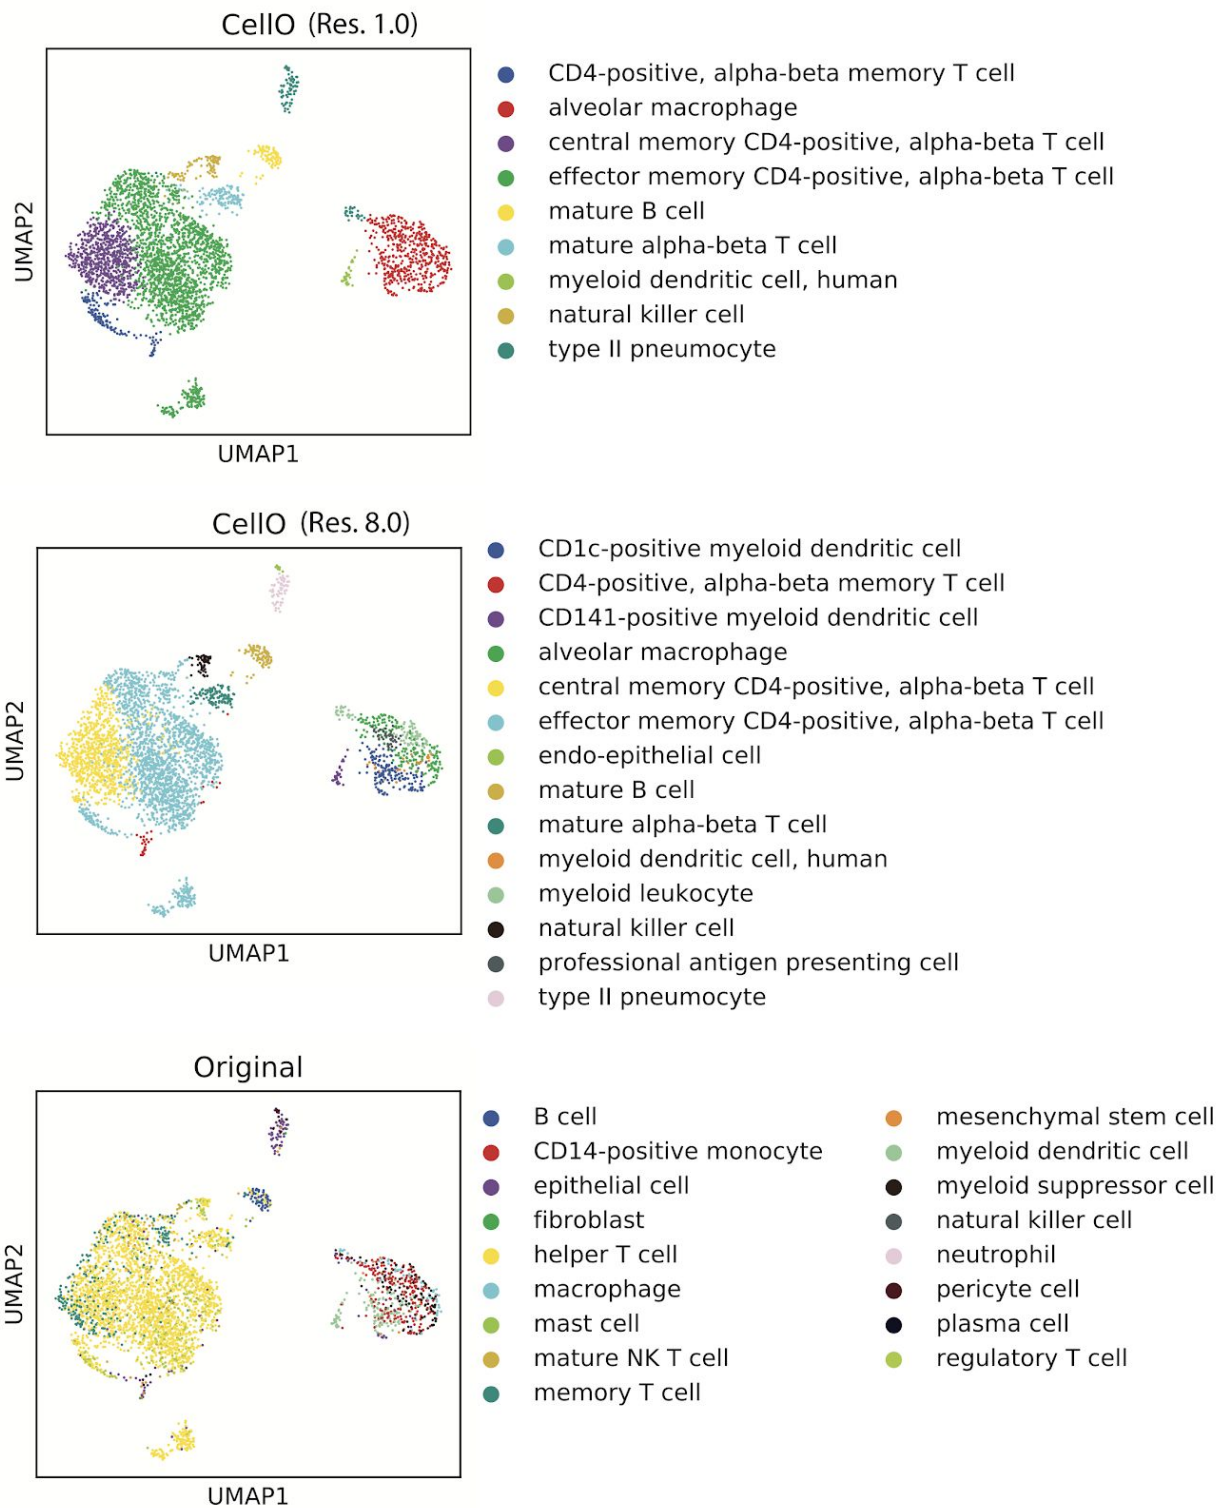 CellO (Res. 1.0)
CD4-positive, alpha-beta memory T cell
alveolar macrophage
central memory CD4-positive, alpha-beta T cell
effector memory CD4-positive, alpha-beta T cell
mature B cell
mature alpha-beta T cell
myeloid dendritic cell, human
natural killer cell
type II pneumocyte
UMAP2
UMAP1
CellO (Res. 8.0)
CD1c-positive myeloid dendritic cell
CD4-positive, alpha-beta memory T cell
CD141-positive myeloid dendritic cell
alveolar macrophage
central memory CD4-positive, alpha-beta T cell
effector memory CD4-positive, alpha-beta T cell
endo-epithelial cell
mature B cell
mature alpha-beta T cell
myeloid dendritic cell, human
myeloid leukocyte
natural killer cell
professional antigen presenting cell
type II pneumocyte
UMAP2
UMAP1
Original
B cell
CD14-positive monocyte
epithelial cell
fibroblast
helper T cell
macrophage
mast cell
mature NK T cell
memory T cell
mesenchymal stem cell
myeloid dendritic cell
myeloid suppressor cell
natural killer cell
neutrophil
pericyte cell
plasma cell
regulatory T cell
UMAP2
UMAP1